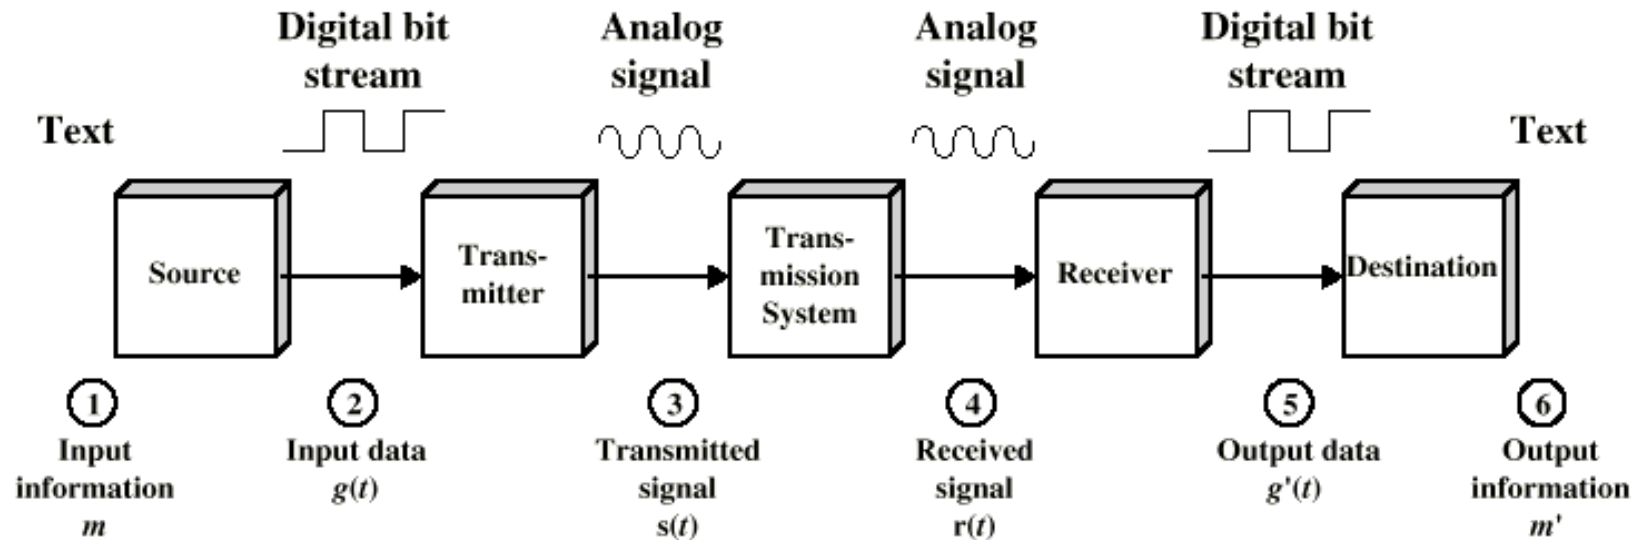 Digital bit
stream
Analog
signal
Analog
signal
Digital bit
stream
Text
Text
Source
Trans-
mitter
Trans-
mission
System
Receiver
Destination
1
Input
information
m
2
Input data
g(t)
3
Transmitted
signal
s(t)
4
Received
signal
r(t)
5
Output data
g'(t)
6
Output
information
m'